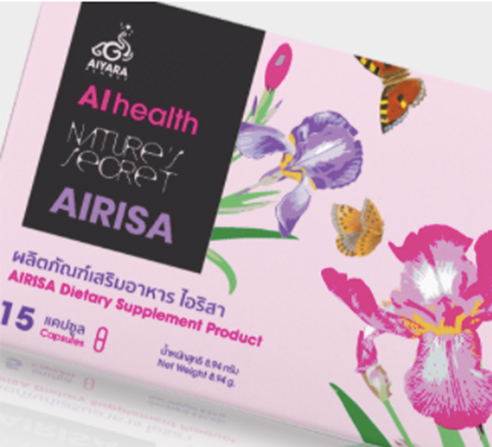 AIYARA
AI health
NATURE'S
SECRET
AIRISA
ผลิตภัณฑ์เสริมอาหาร ไอริสา
AIRISA Dietary Supplement Product
15 แคปซูล
Capsules
น้ำหนักสุทธิ 8.94 กรัม
Net Weight 8.94 g.